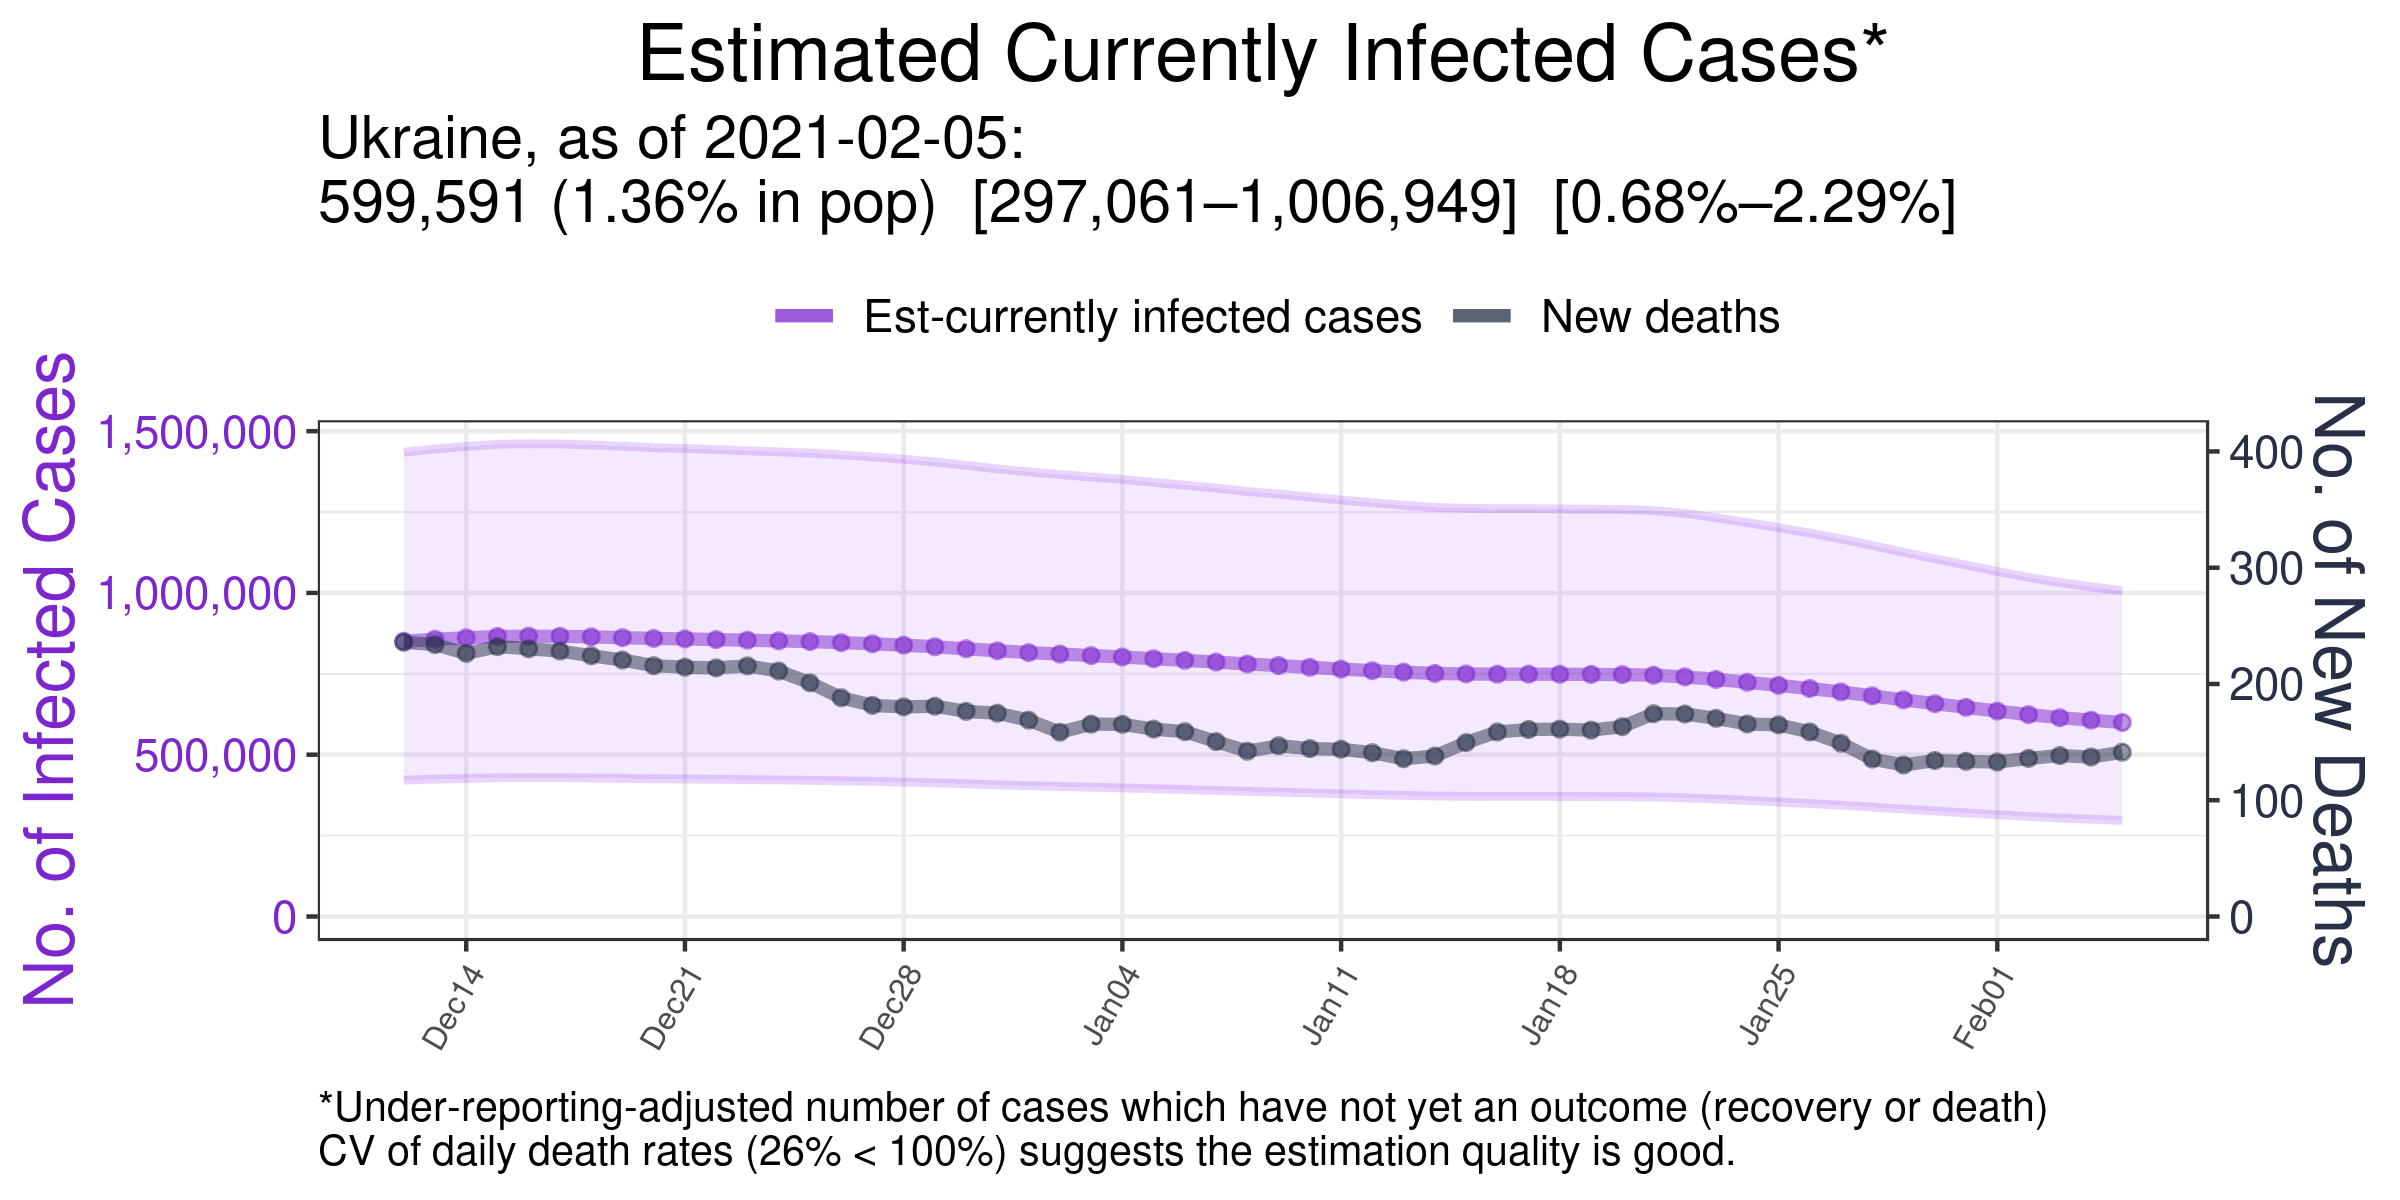 Estimated Currently Infected Cases*
Ukraine, as of 2021-02-05:
599,591 (1.36% in pop)  [297,061–1,006,949]  [0.68%–2.29%]
Est-currently infected cases
New deaths
No. of Infected Cases
1,500,000
1,000,000
500,000
0
No. of New Deaths
400
300
200
100
0
Dec14
Dec21
Dec28
Jan04
Jan11
Jan18
Jan25
Feb01
*Under-reporting-adjusted number of cases which have not yet an outcome (recovery or death)
CV of daily death rates (26% < 100%) suggests the estimation quality is good.